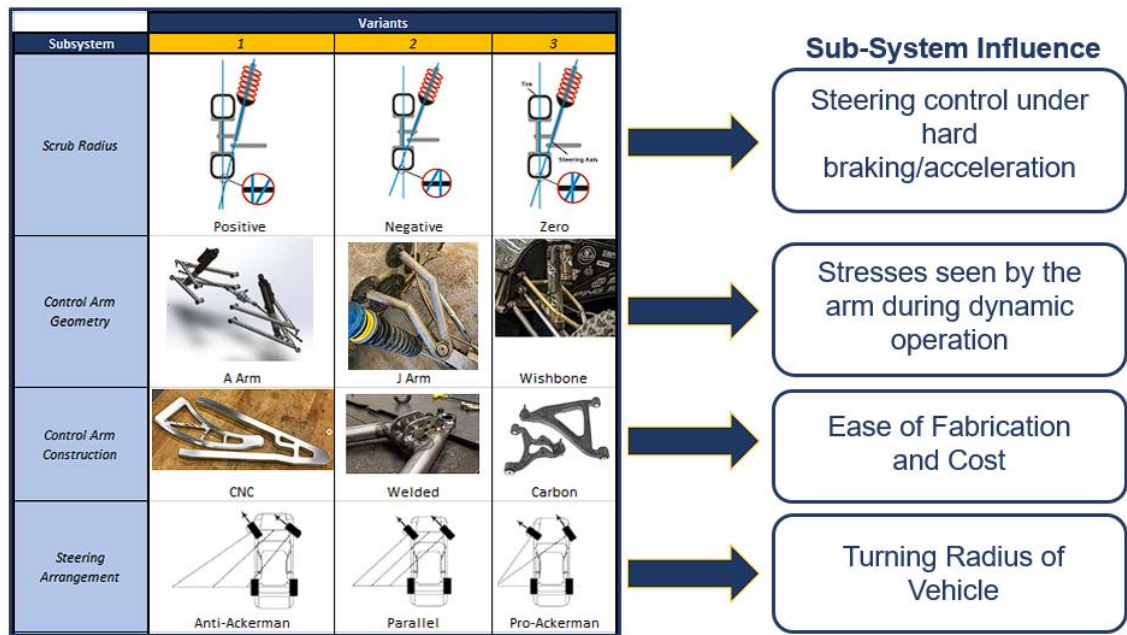 Variants
Subsystem 1 2 3
Scrub Radius
Tire
Steering Axis
Positive Negative Zero
Control Arm
Geometry
A Arm J Arm Wishbone
Control Arm
Construction
CNC Welded Carbon
Steering
Arrangement
Anti-Ackerman Parallel Pro-Ackerman
Sub-System Influence
Steering control under
hard
braking/acceleration
Stresses seen by the
arm during dynamic
operation
Ease of Fabrication
and Cost
Turning Radius of
Vehicle